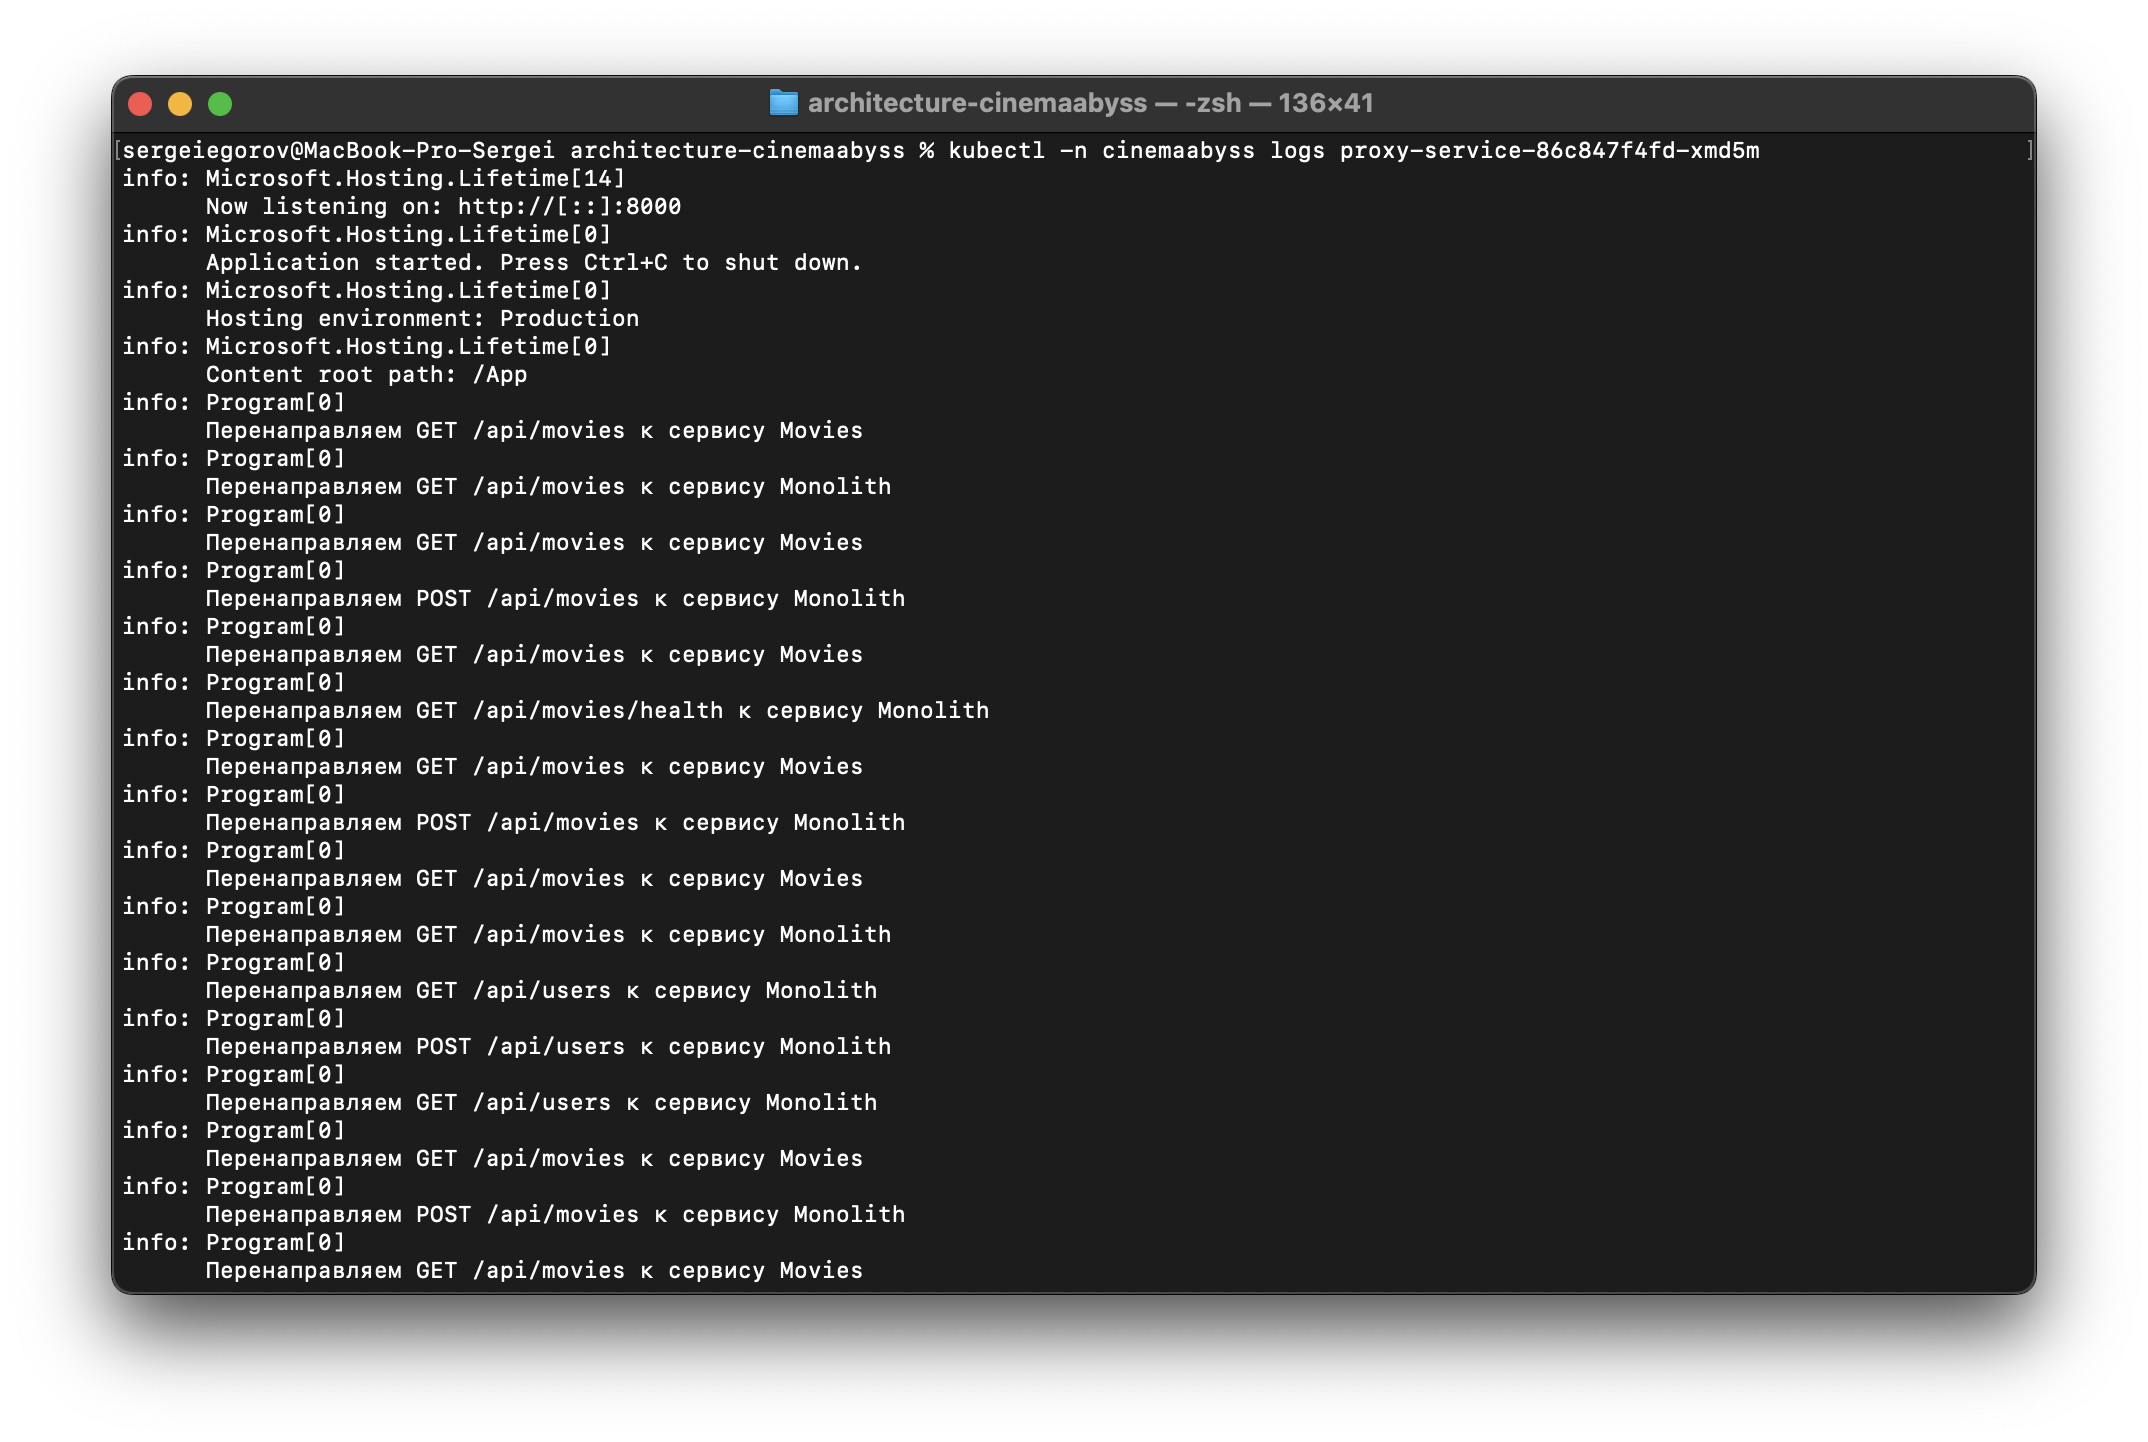 architecture-cinemaabyss — -zsh — 136×41
[sergeiegorov@MacBook-Pro-Sergei architecture-cinemaabyss % kubectl -n cinemaabyss logs proxy-service-86c847f4fd-xmd5m ]
info: Microsoft.Hosting.Lifetime[14]
Now listening on: http://[::]:8000
info: Microsoft.Hosting.Lifetime[0]
Application started. Press Ctrl+C to shut down.
info: Microsoft.Hosting.Lifetime[0]
Hosting environment: Production
info: Microsoft.Hosting.Lifetime[0]
Content root path: /App
info: Program[0]
Перенаправляем GET /api/movies к сервису Movies
info: Program[0]
Перенаправляем GET /api/movies к сервису Monolith
info: Program[0]
Перенаправляем GET /api/movies к сервису Movies
info: Program[0]
Перенаправляем POST /api/movies к сервису Monolith
info: Program[0]
Перенаправляем GET /api/movies к сервису Movies
info: Program[0]
Перенаправляем GET /api/movies/health к сервису Monolith
info: Program[0]
Перенаправляем GET /api/movies к сервису Movies
info: Program[0]
Перенаправляем POST /api/movies к сервису Monolith
info: Program[0]
Перенаправляем GET /api/movies к сервису Movies
info: Program[0]
Перенаправляем GET /api/movies к сервису Monolith
info: Program[0]
Перенаправляем GET /api/users к сервису Monolith
info: Program[0]
Перенаправляем POST /api/users к сервису Monolith
info: Program[0]
Перенаправляем GET /api/users к сервису Monolith
info: Program[0]
Перенаправляем GET /api/movies к сервису Movies
info: Program[0]
Перенаправляем POST /api/movies к сервису Monolith
info: Program[0]
Перенаправляем GET /api/movies к сервису Movies